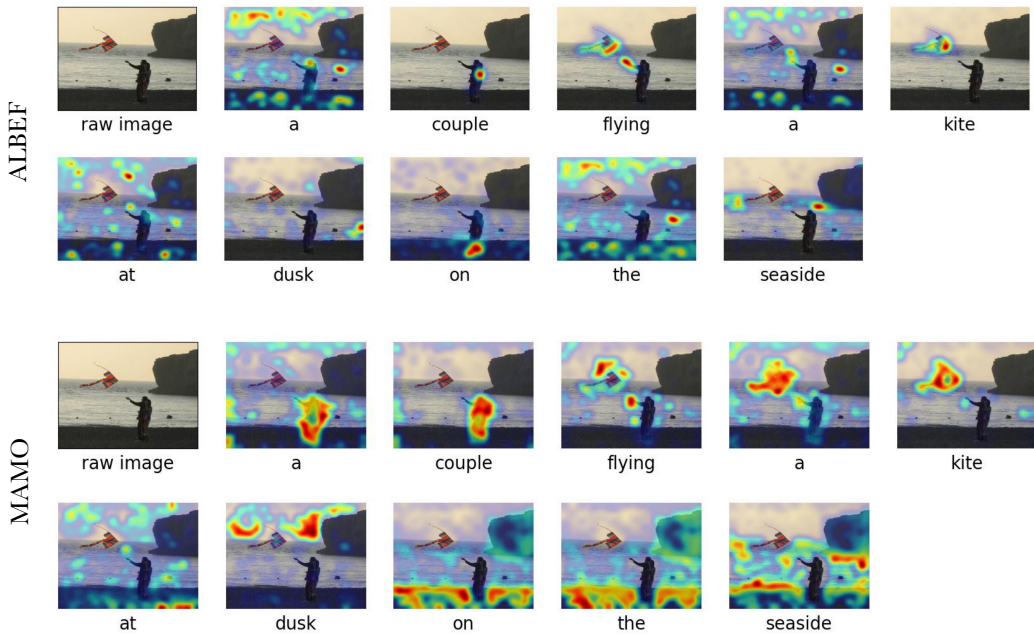 ALBEF
raw image a couple flying a kite
at dusk on the seaside
MAMO
raw image a couple flying a kite
at dusk on the seaside